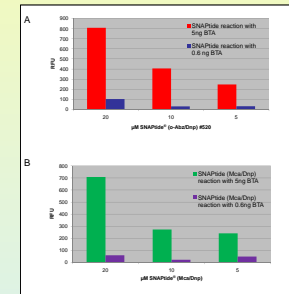 A
900
800
700
600
500
400
300
200
100
0
RFU
SNAPtide reaction with
5ng BTA
SNAPtide reaction with
0.6 ng BTA
20 10 5
µM SNAPtide® (o-Abz/Dnp) #520
B
800
700
600
500
400
300
200
100
0
RFU
SNAPtide (Mca/Dnp)
reaction with 5ng BTA
SNAPtide (Mca/Dnp)
reaction with 0.6ng BTA
20 10 5
µM SNAPtide® (Mca/Dnp)